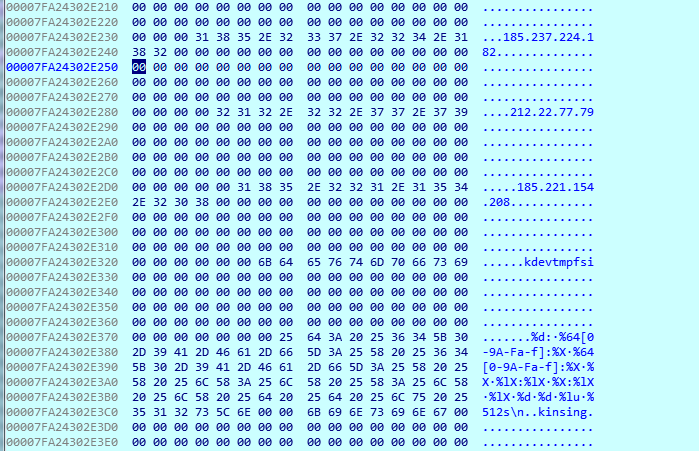 00007FA24302E210 00 00 00 00 00 00 00 00 00 00 00 00 00 00 00 00 ................
00007FA24302E220 00 00 00 00 00 00 00 00 00 00 00 00 00 00 00 00 ................
00007FA24302E230 00 00 00 31 38 35 2E 32 33 37 2E 32 32 34 2E 31 ...185.237.224.1
00007FA24302E240 38 32 00 00 00 00 00 00 00 00 00 00 00 00 00 00 82..............
00007FA24302E250 00 00 00 00 00 00 00 00 00 00 00 00 00 00 00 00 ................
00007FA24302E260 00 00 00 00 00 00 00 00 00 00 00 00 00 00 00 00 ................
00007FA24302E270 00 00 00 00 00 00 00 00 00 00 00 00 00 00 00 00 ................
00007FA24302E280 00 00 00 00 32 31 32 2E 32 32 2E 37 37 2E 37 39 ....212.22.77.79
00007FA24302E290 00 00 00 00 00 00 00 00 00 00 00 00 00 00 00 00 ................
00007FA24302E2A0 00 00 00 00 00 00 00 00 00 00 00 00 00 00 00 00 ................
00007FA24302E2B0 00 00 00 00 00 00 00 00 00 00 00 00 00 00 00 00 ................
00007FA24302E2C0 00 00 00 00 00 00 00 00 00 00 00 00 00 00 00 00 ................
00007FA24302E2D0 00 00 00 00 00 31 38 35 2E 32 32 31 2E 31 35 34 .....185.221.154
00007FA24302E2E0 2E 32 30 38 00 00 00 00 00 00 00 00 00 00 00 00 .208............
00007FA24302E2F0 00 00 00 00 00 00 00 00 00 00 00 00 00 00 00 00 ................
00007FA24302E300 00 00 00 00 00 00 00 00 00 00 00 00 00 00 00 00 ................
00007FA24302E310 00 00 00 00 00 00 00 00 00 00 00 00 00 00 00 00 ................
00007FA24302E320 00 00 00 00 00 00 6B 64 65 76 74 6D 70 66 73 69 ......kdevtmpfsi
00007FA24302E330 00 00 00 00 00 00 00 00 00 00 00 00 00 00 00 00 ................
00007FA24302E340 00 00 00 00 00 00 00 00 00 00 00 00 00 00 00 00 ................
00007FA24302E350 00 00 00 00 00 00 00 00 00 00 00 00 00 00 00 00 ................
00007FA24302E360 00 00 00 00 00 00 00 00 00 00 00 00 00 00 00 00 ................
00007FA24302E370 00 00 00 00 00 00 00 25 64 3A 20 25 36 34 5B 30 .......%d:·%64[0
00007FA24302E380 2D 39 41 2D 46 61 2D 66 5D 3A 25 58 20 25 36 34 -9A-Fa-f]:%X·%64
00007FA24302E390 5B 30 2D 39 41 2D 46 61 2D 66 5D 3A 25 58 20 25 [0-9A-Fa-f]:%X·%
00007FA24302E3A0 58 20 25 6C 58 3A 25 6C 58 20 25 58 3A 25 6C 58 X·%lX:%lX·%X:%lX
00007FA24302E3B0 20 25 6C 58 20 25 64 20 25 64 20 25 6C 75 20 25 ·%lX·%d·%d·%lu·%
00007FA24302E3C0 35 31 32 73 5C 6E 00 00 6B 69 6E 73 69 6E 67 00 512s\n..kinsing.
00007FA24302E3D0 00 00 00 00 00 00 00 00 00 00 00 00 00 00 00 00 ................
00007FA24302E3E0 00 00 00 00 00 00 00 00 00 00 00 00 00 00 00 00 ................